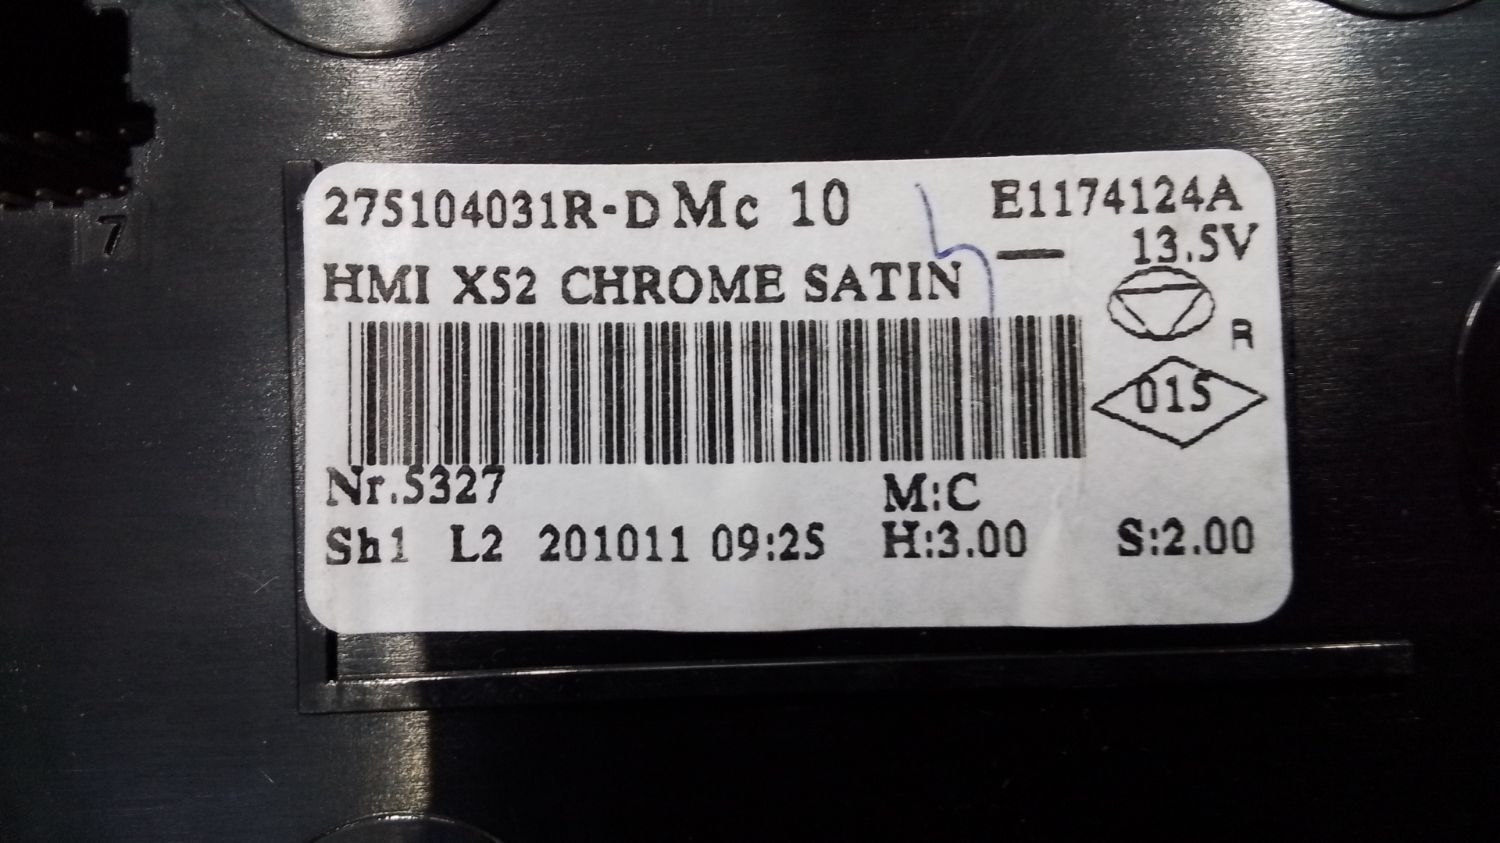 275104031R-D Mc 10 E1174124A
13.5V
HMI X52 CHROME SATIN
R
015
Nr.5327 M:C
Sh1 L2 201011 09:25 H:3.00 S:2.00
7